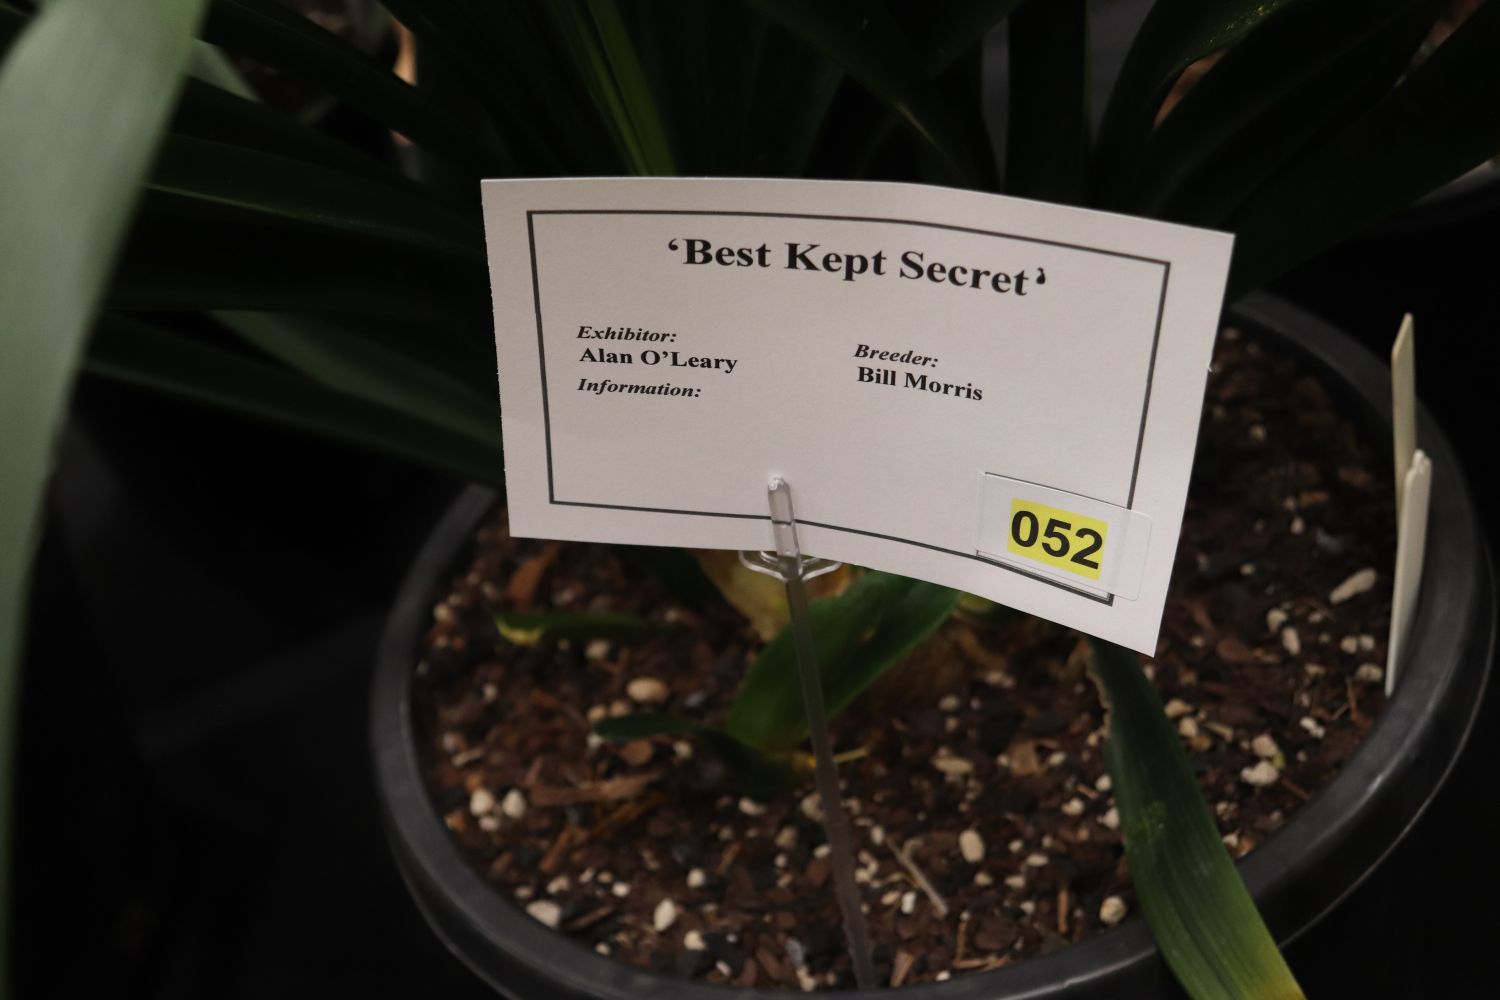 ‘Best Kept Secret’
Exhibitor:
Alan O’Leary
Information:
Breeder:
Bill Morris
052